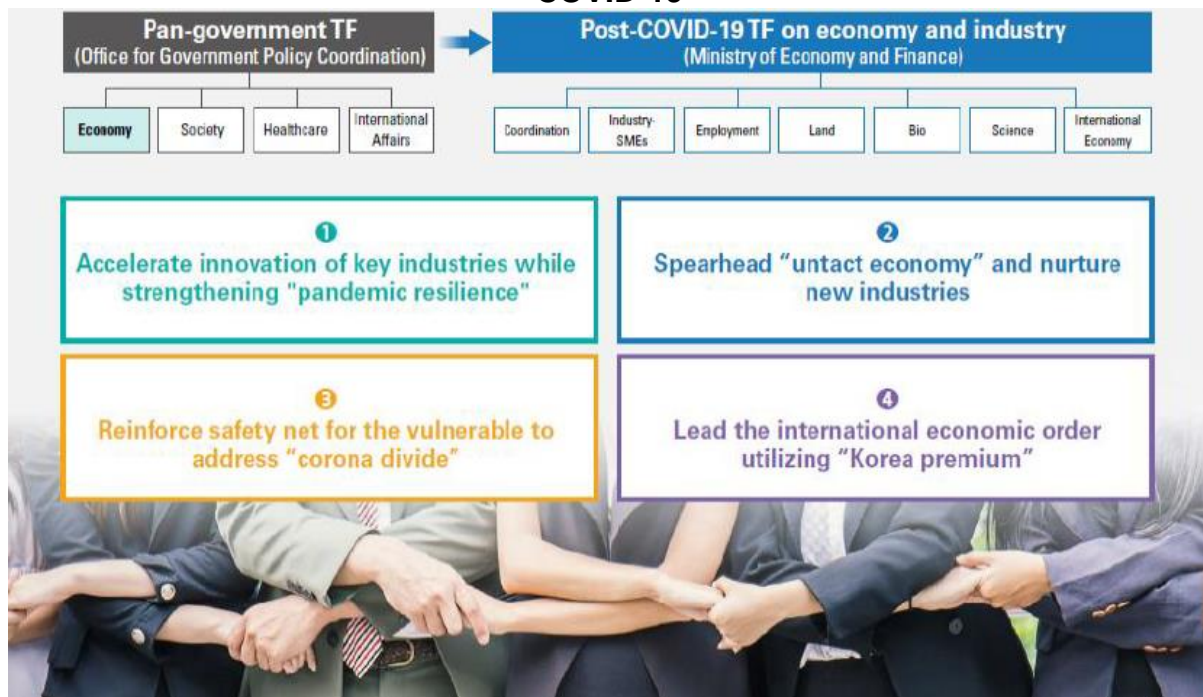 COVID-19
Pan-government TF
(Office for Government Policy Coordination)
Post-COVID-19 TF on economy and industry
(Ministry of Economy and Finance)
Economy
Society
Healthcare
International
Affairs
Coordination
Industry-
SMEs
Employment
Land
Bio
Science
International
Economy
1
Accelerate innovation of key industries while
strengthening "pandemic resilience"
2
Spearhead “untact economy” and nurture
new industries
3
Reinforce safety net for the vulnerable to
address “corona divide”
4
Lead the international economic order
utilizing “Korea premium”